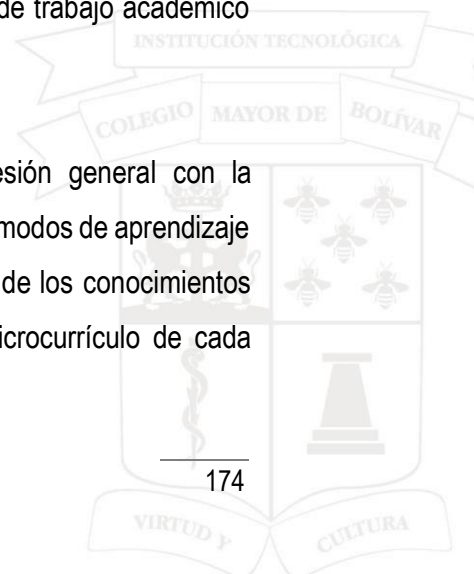 de trabajo académico
INSTITUCIÓN TECNOLÓGICA
COLEGIO MAYOR DE BOLÍVAR
esión general con la
modos de aprendizaje
de los conocimientos
icrocurrículo de cada
174
VIRTUD Y CULTURA